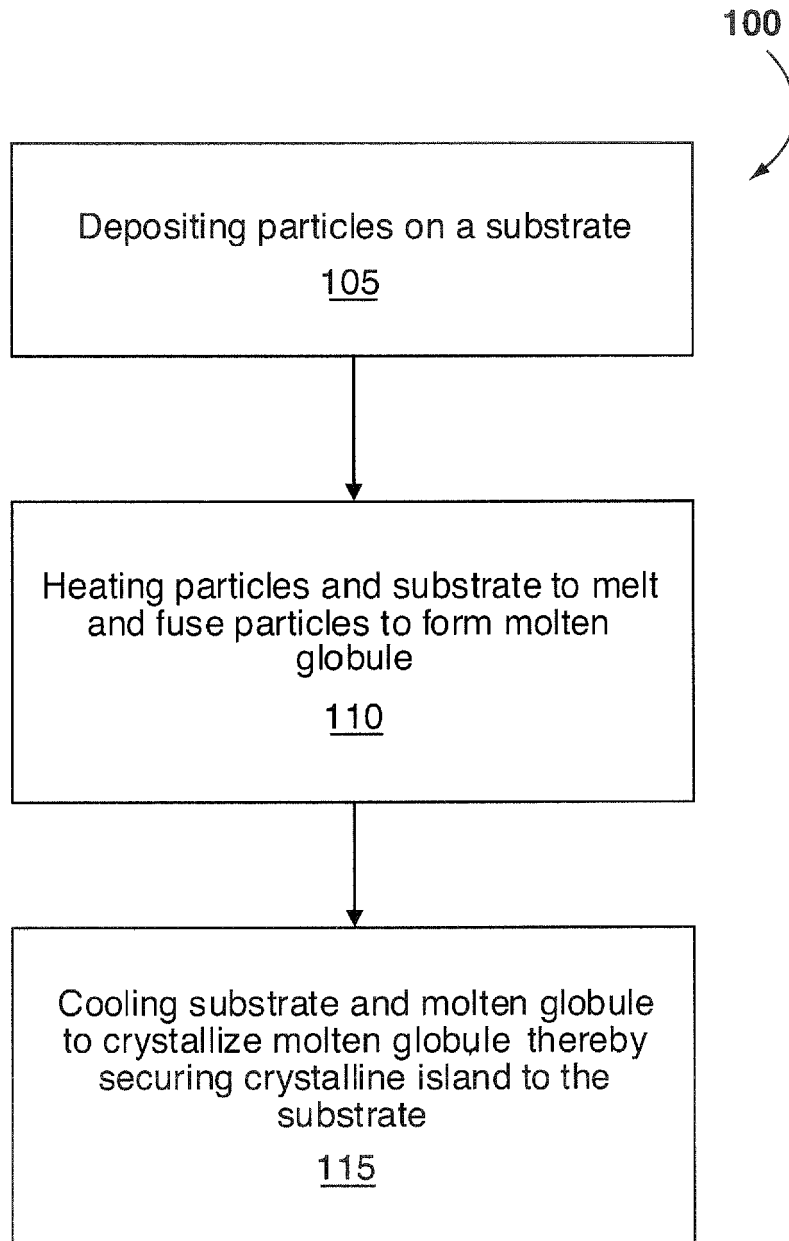 100
Depositing particles on a substrate
105
Heating particles and substrate to melt
and fuse particles to form molten
globule
110
Cooling substrate and molten globule
to crystallize molten globule thereby
securing crystalline island to the
substrate
115